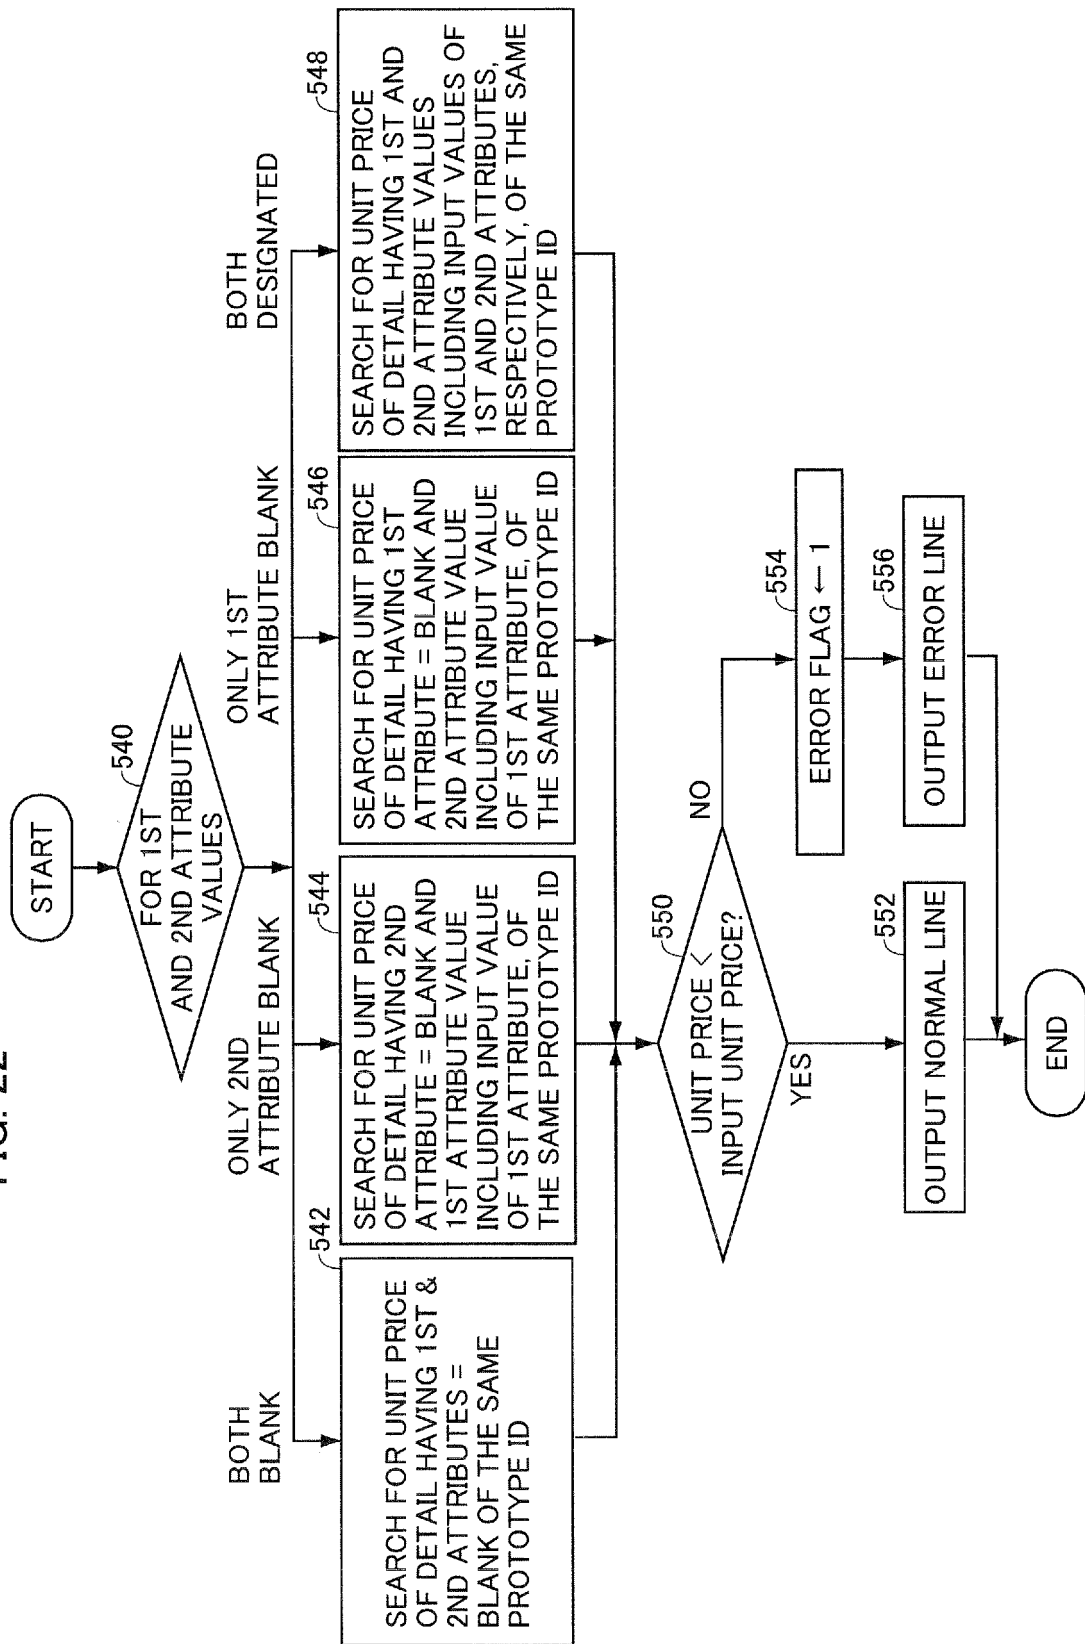 FIG. 22
START
540
FOR 1ST
AND 2ND ATTRIBUTE
VALUES
BOTH
BLANK
ONLY 2ND
ATTRIBUTE BLANK
ONLY 1ST
ATTRIBUTE BLANK
BOTH
DESIGNATED
542
SEARCH FOR UNIT PRICE
OF DETAIL HAVING 1ST &
2ND ATTRIBUTES =
BLANK OF THE SAME
PROTOTYPE ID
544
SEARCH FOR UNIT PRICE
OF DETAIL HAVING 2ND
ATTRIBUTE = BLANK AND
1ST ATTRIBUTE VALUE
INCLUDING INPUT VALUE
OF 1ST ATTRIBUTE, OF
THE SAME PROTOTYPE ID
546
SEARCH FOR UNIT PRICE
OF DETAIL HAVING 1ST
ATTRIBUTE = BLANK AND
2ND ATTRIBUTE VALUE
INCLUDING INPUT VALUE
OF 1ST ATTRIBUTE, OF
THE SAME PROTOTYPE ID
548
SEARCH FOR UNIT PRICE
OF DETAIL HAVING 1ST AND
2ND ATTRIBUTE VALUES
INCLUDING INPUT VALUES OF
1ST AND 2ND ATTRIBUTES,
RESPECTIVELY, OF THE SAME
PROTOTYPE ID
550
UNIT PRICE <
INPUT UNIT PRICE?
YES
NO
552
OUTPUT NORMAL LINE
554
ERROR FLAG ← 1
556
OUTPUT ERROR LINE
END